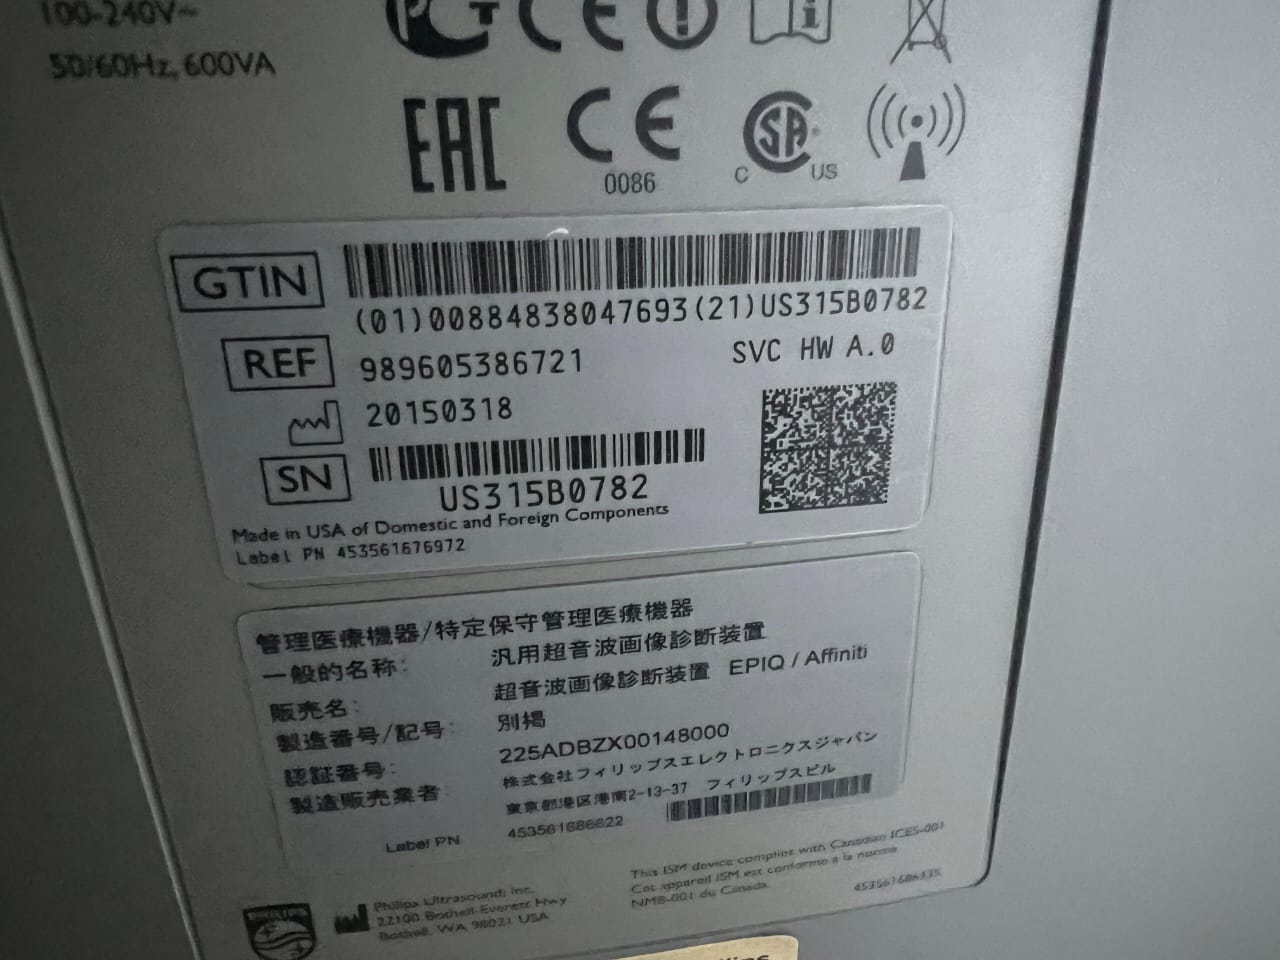 100-240V~
50/60Hz, 600VA
EAC
CE
0086
CSA
C US
GTIN
(01)00884838047693(21)US315B0782
REF 989605386721 SVC HW A.0
20150318
SN
US315B0782
Made in USA of Domestic and Foreign Components
Label PN 453561676972
管理医療機器/特定保守管理医療機器
一般的名称: 汎用超音波画像診断装置
販売名: 超音波画像診断装置 EPIQ / Affiniti
製造番号/記号: 別掲
認証番号: 225ADBZX00148000
製造販売業者: 株式会社フィリップスエレクトロニクスジャパン
東京都港区港南2-13-37 フィリップスビル
Label PN 453561686622
This ISM device complies with Canadian ICES-001
Cet appareil ISM est conforme à la norme
NMB-001 du Canada.
PHILIPS
Philips Ultrasound, Inc.
22100 Bothell Everett Hwy
Bothell, WA 98021 USA